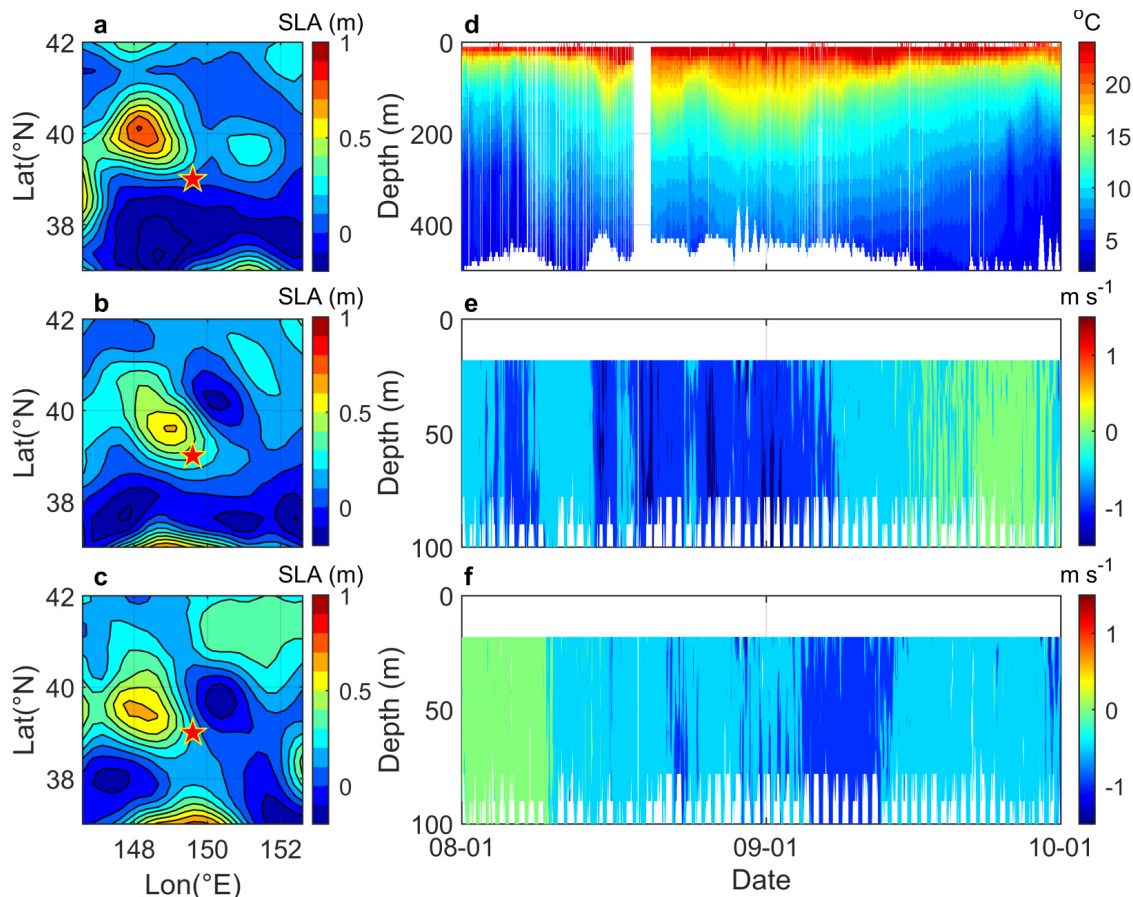 a SLA (m)
42
40
38
Lat(°N)
1
0.5
0
b SLA (m)
42
40
38
Lat(°N)
1
0.5
0
c SLA (m)
42
40
38
Lat(°N)
1
0.5
0
148 150 152
Lon(°E)
d °C
0
200
400
Depth (m)
20
15
10
5
e m s-1
0
50
100
Depth (m)
1
0
-1
f m s-1
0
50
100
Depth (m)
1
0
-1
08-01 09-01 10-01
Date